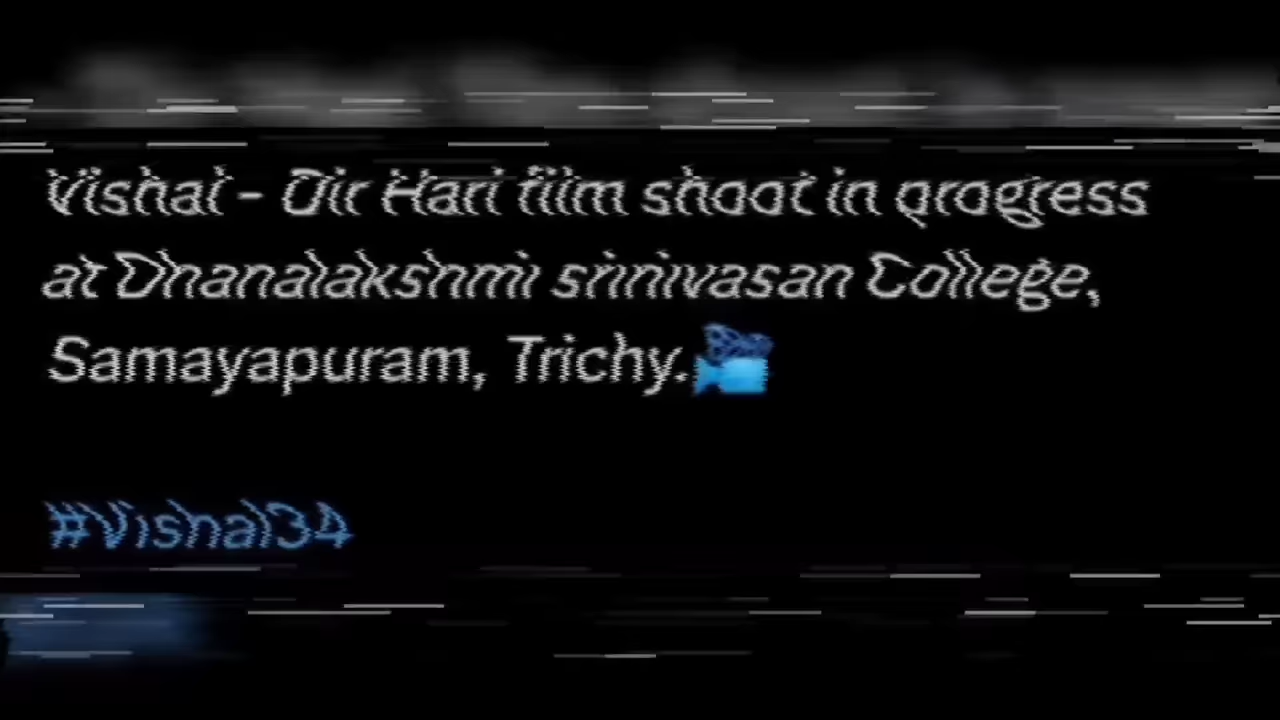 Vishal - Dir Hari film shoot in progress
at Dhanalakshmi srinivasan College,
Samayapuram, Trichy.
#Vishal34